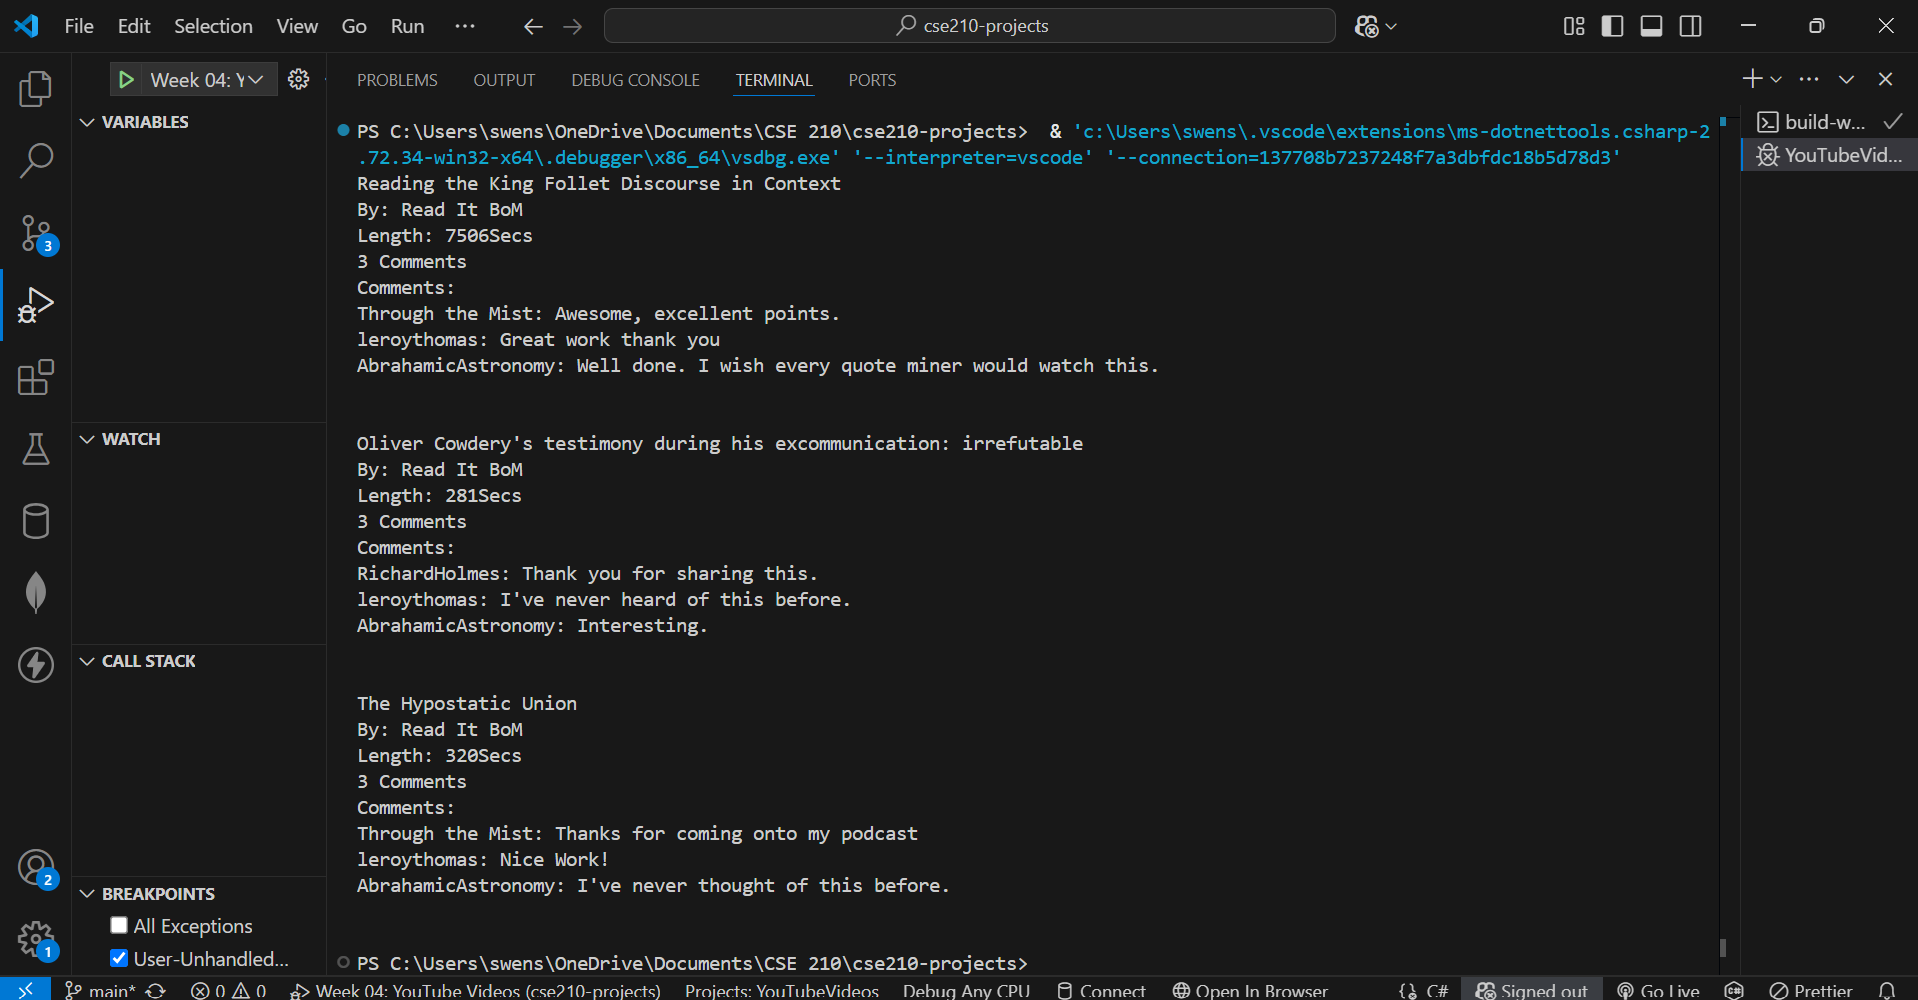 File Edit Selection View Go Run ··· cse210-projects
Week 04: Y
PROBLEMS OUTPUT DEBUG CONSOLE TERMINAL PORTS
VARIABLES
WATCH
CALL STACK
BREAKPOINTS
All Exceptions
User-Unhandled...
3
2
1
PS C:\Users\swens\OneDrive\Documents\CSE 210\cse210-projects>  & 'c:\Users\swens\.vscode\extensions\ms-dotnettools.csharp-2
.72.34-win32-x64\.debugger\x86_64\vsdbg.exe' '--interpreter=vscode' '--connection=137708b7237248f7a3dbfdc18b5d78d3'
Reading the King Follet Discourse in Context
By: Read It BoM
Length: 7506Secs
3 Comments
Comments:
Through the Mist: Awesome, excellent points.
leroythomas: Great work thank you
AbrahamicAstronomy: Well done. I wish every quote miner would watch this.
Oliver Cowdery's testimony during his excommunication: irrefutable
By: Read It BoM
Length: 281Secs
3 Comments
Comments:
RichardHolmes: Thank you for sharing this.
leroythomas: I've never heard of this before.
AbrahamicAstronomy: Interesting.
The Hypostatic Union
By: Read It BoM
Length: 320Secs
3 Comments
Comments:
Through the Mist: Thanks for coming onto my podcast
leroythomas: Nice Work!
AbrahamicAstronomy: I've never thought of this before.
PS C:\Users\swens\OneDrive\Documents\CSE 210\cse210-projects>
build-w...
YouTubeVid...
main* 0 0 Week 04: YouTube Videos (cse210-projects) Projects: YouTubeVideos Debug Any CPU Connect Open In Browser C# Signed out Go Live Prettier